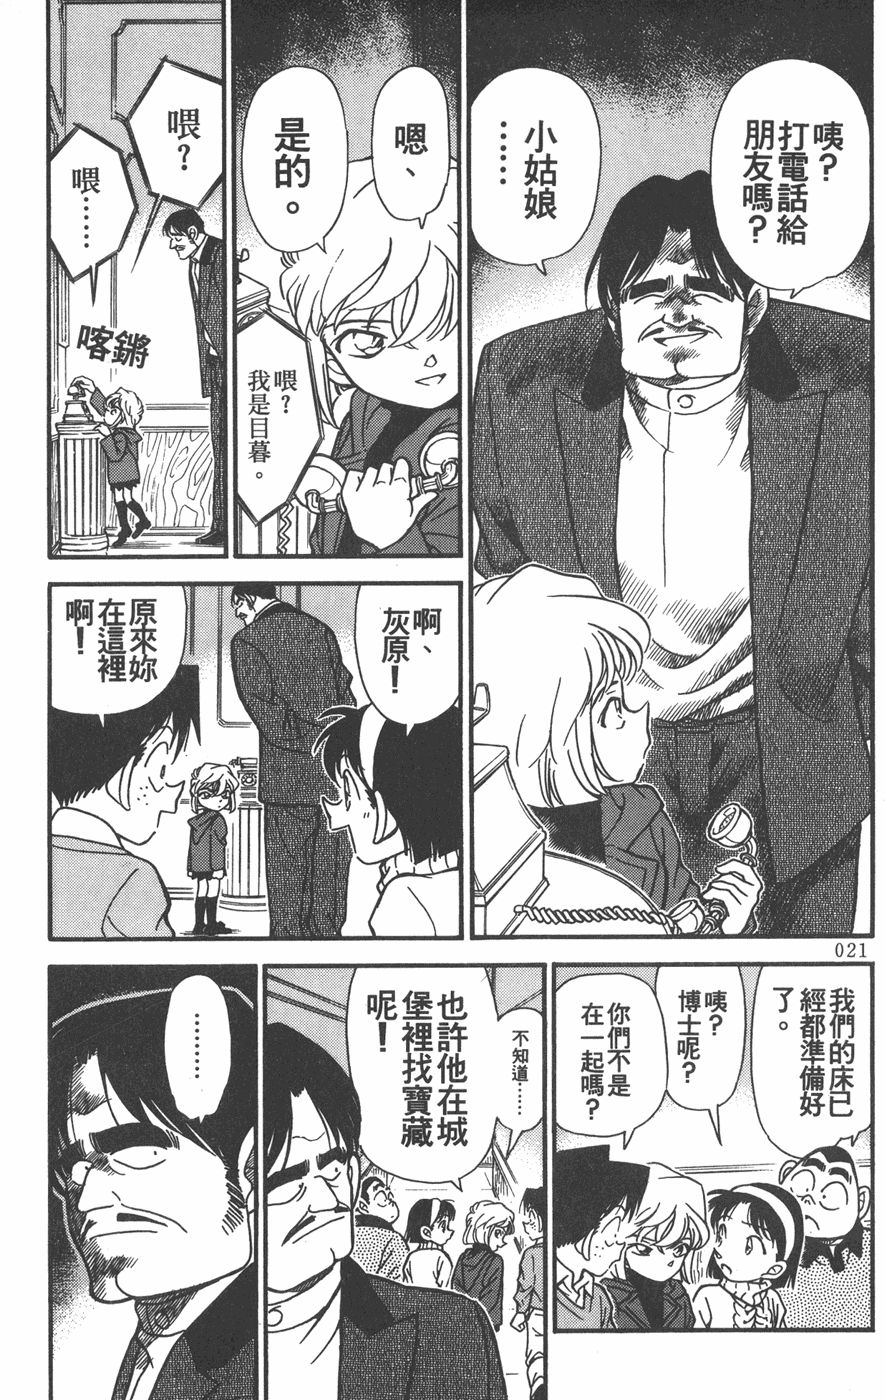 咦？
打電話給
朋友嗎？
小姑娘
……
嗯、
是的。
喂？
我是目暮。
喂？
喂……
喀鏘
啊、
灰原！
原來妳
在這裡
啊！
021
我們的床已
經都準備好
了。
咦？
博士呢？
你們不是
在一起嗎？
不知道……
也許他在城
堡裡找寶藏
呢！
……